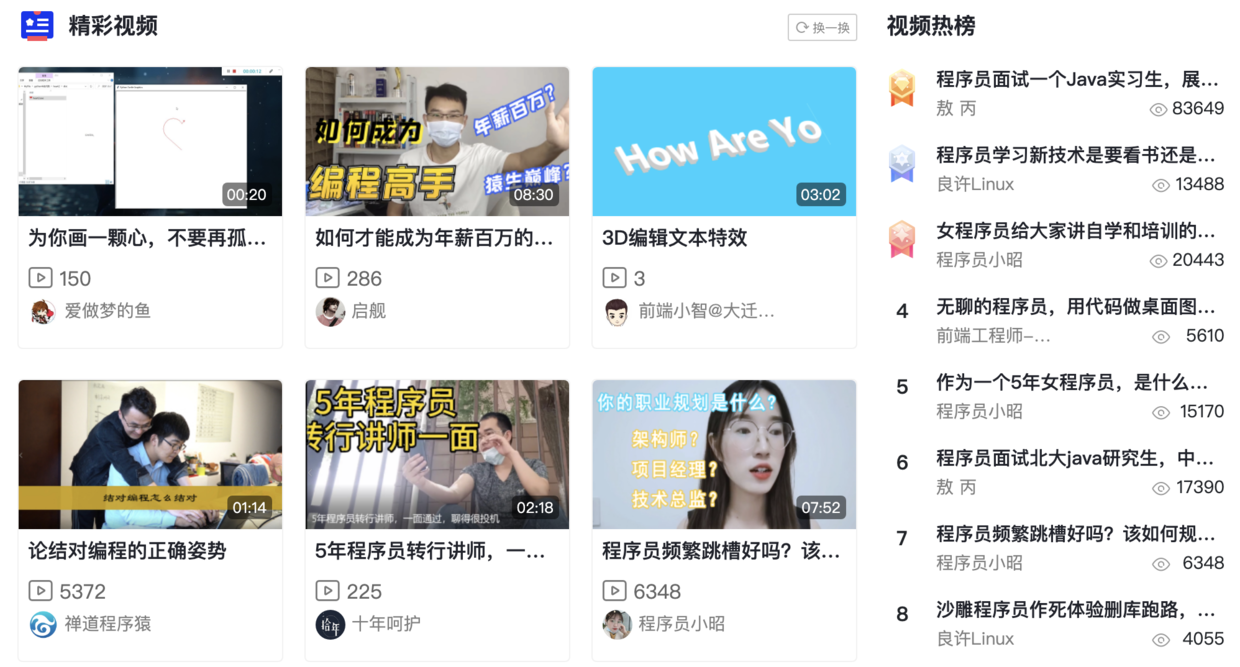 精彩视频
换一换
00:20
为你画一颗心，不要再孤...
150
爱做梦的鱼
如何成为
年薪百万?
编程高手
猿生巅峰?
08:30
如何才能成为年薪百万的...
286
启舰
How Are Yo
03:02
3D编辑文本特效
3
前端小智@大迁...
结对编程怎么结对
01:14
论结对编程的正确姿势
5372
禅道程序猿
5年程序员
转行讲师一面
5年程序员转行讲师，一面通过，聊得很投机
02:18
5年程序员转行讲师，一...
225
拾年
十年呵护
你的职业规划是什么?
架构师?
项目经理?
技术总监?
07:52
程序员频繁跳槽好吗？该...
6348
程序员小昭
视频热榜
程序员面试一个Java实习生，展...
敖 丙 83649
程序员学习新技术是要看书还是...
良许Linux 13488
女程序员给大家讲自学和培训的...
程序员小昭 20443
4 无聊的程序员，用代码做桌面图...
前端工程师-... 5610
5 作为一个5年女程序员，是什么...
程序员小昭 15170
6 程序员面试北大java研究生，中...
敖 丙 17390
7 程序员频繁跳槽好吗？该如何规...
程序员小昭 6348
8 沙雕程序员作死体验删库跑路，...
良许Linux 4055